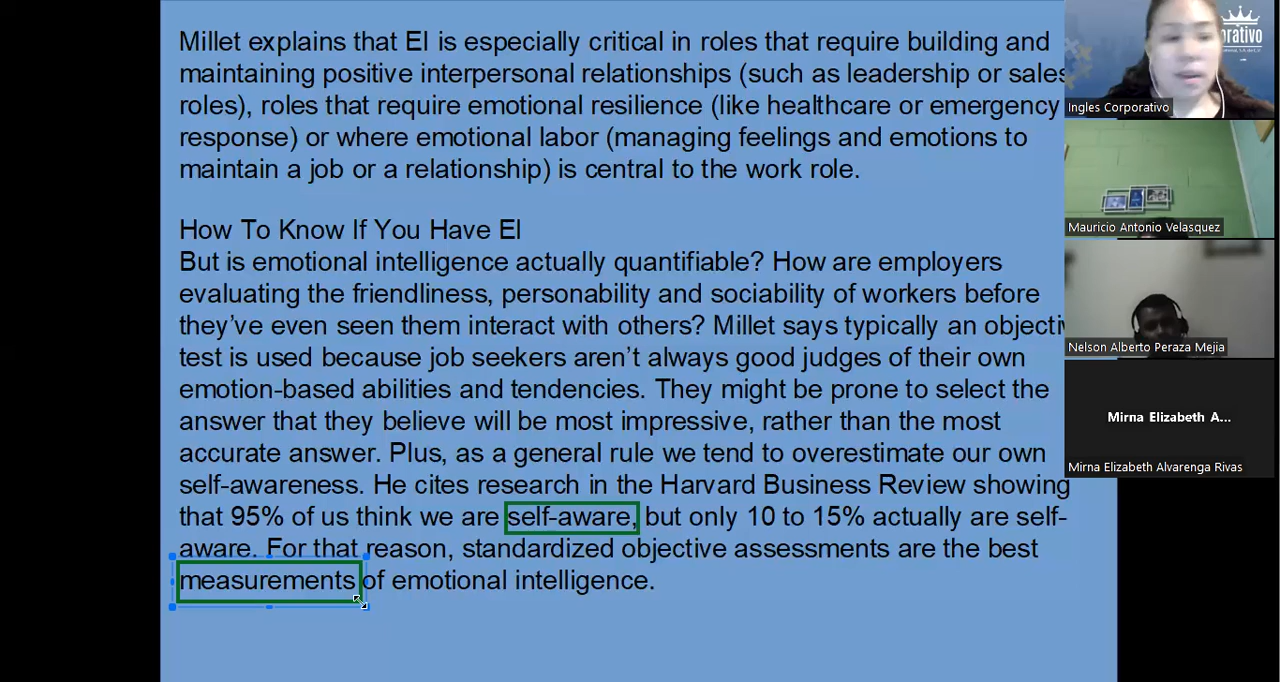 Millet explains that EI is especially critical in roles that require building and
maintaining positive interpersonal relationships (such as leadership or sales
roles), roles that require emotional resilience (like healthcare or emergency
response) or where emotional labor (managing feelings and emotions to
maintain a job or a relationship) is central to the work role.
How To Know If You Have EI
But is emotional intelligence actually quantifiable? How are employers
evaluating the friendliness, personability and sociability of workers before
they've even seen them interact with others? Millet says typically an objectiv
test is used because job seekers aren't always good judges of their own
emotion-based abilities and tendencies. They might be prone to select the
answer that they believe will be most impressive, rather than the most
accurate answer. Plus, as a general rule we tend to overestimate our own
self-awareness. He cites research in the Harvard Business Review showing
that 95% of us think we are self-aware, but only 10 to 15% actually are self-
aware. For that reason, standardized objective assessments are the best
measurements of emotional intelligence.
orativo
Ingles Corporativo
Mauricio Antonio Velasquez
Nelson Alberto Peraza Mejia
Mirna Elizabeth A...
Mirna Elizabeth Alvarenga Rivas